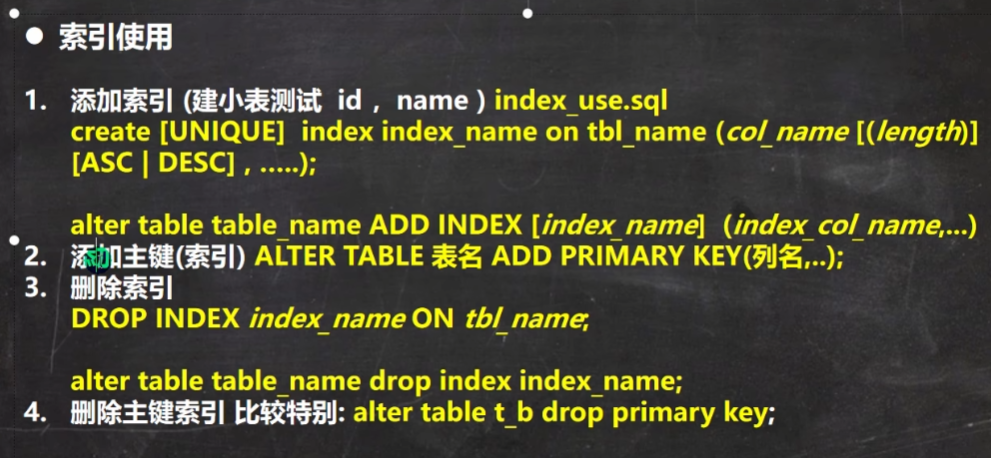 ● 索引使用
1. 添加索引 (建小表测试 id , name ) index_use.sql
create [UNIQUE] index index_name on tbl_name (col_name [(length)]
[ASC | DESC] , .....);
alter table table_name ADD INDEX [index_name] (index_col_name,...)
2. 添加主键(索引) ALTER TABLE 表名 ADD PRIMARY KEY(列名,..);
3. 删除索引
DROP INDEX index_name ON tbl_name;
alter table table_name drop index index_name;
4. 删除主键索引 比较特别: alter table t_b drop primary key;